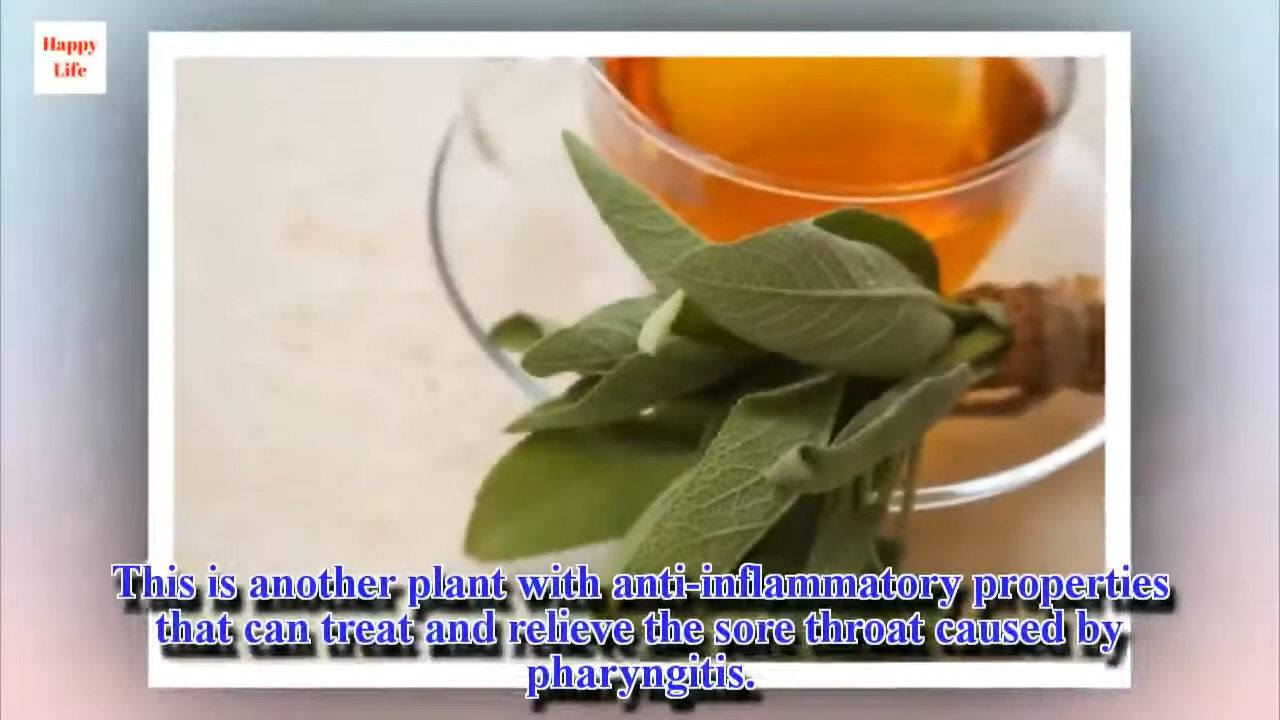 Happy
Life
This is another plant with anti-inflammatory properties
that can treat and relieve the sore throat caused by
pharyngitis.